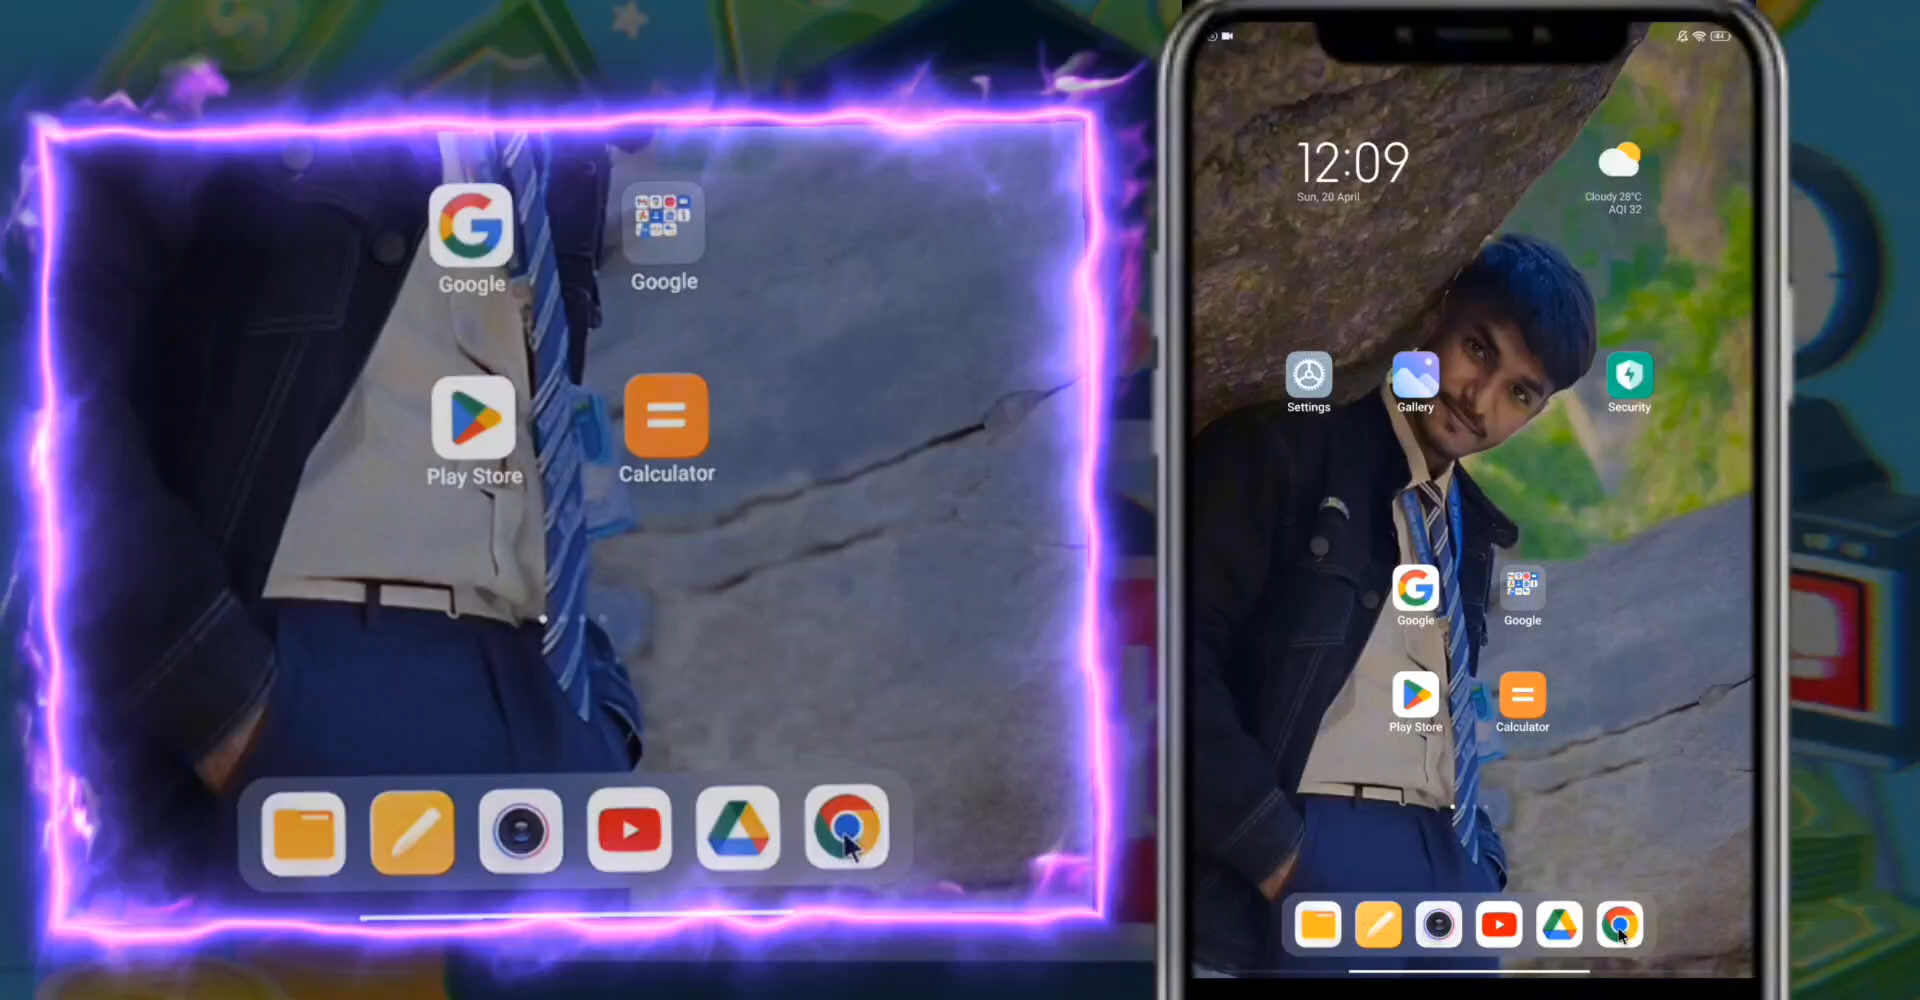 Google
Google
Play Store
Calculator
12:09
Sun, 20 April
Cloudy 28°C
AQI 32
Settings
Gallery
Security
Google
Google
Play Store
Calculator